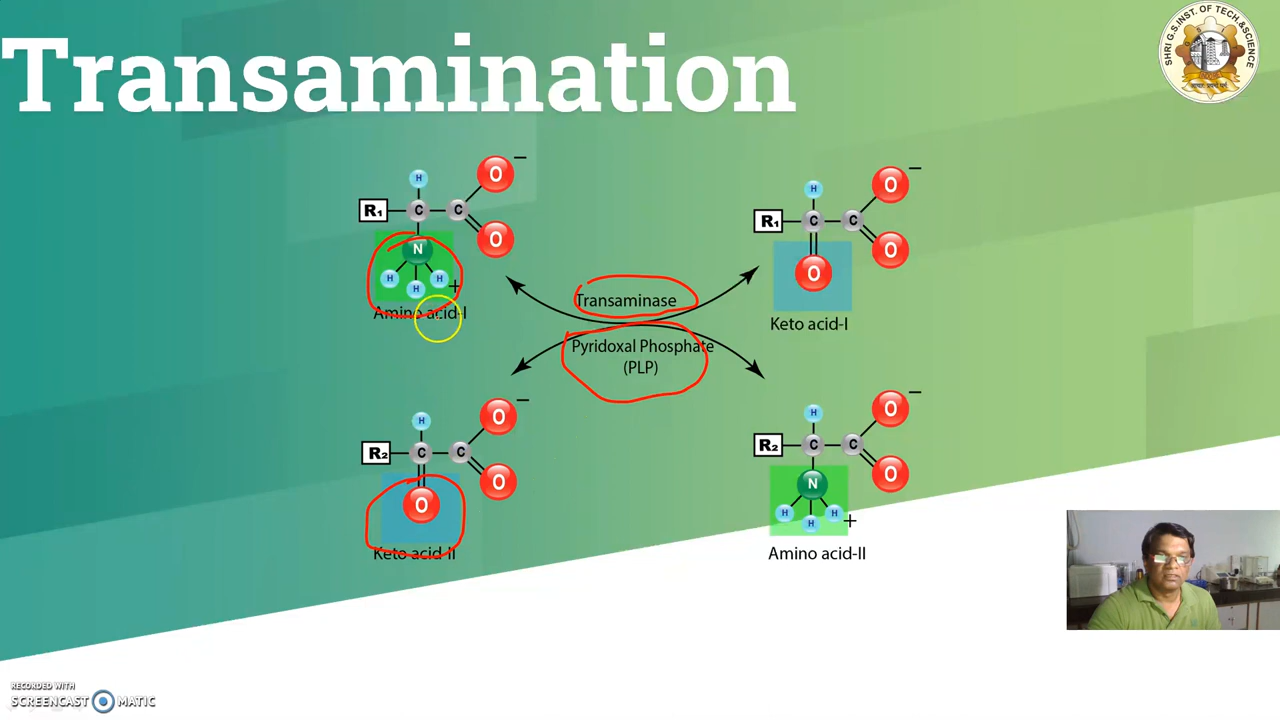 Transamination
SHRI G.S.INST. OF TECH.&SCIENCE
H
O
−
R₁
C
C
N
O
H
H
H
+
Amino acid-I
H
O
−
R₁
C
C
O
O
Keto acid-I
Transaminase
Pyridoxal Phosphate
(PLP)
H
O
−
R₂
C
C
O
O
Keto acid-II
H
O
−
R₂
C
C
O
N
H
H
H
+
Amino acid-II
RECORDED WITH
SCREENCAST MATIC